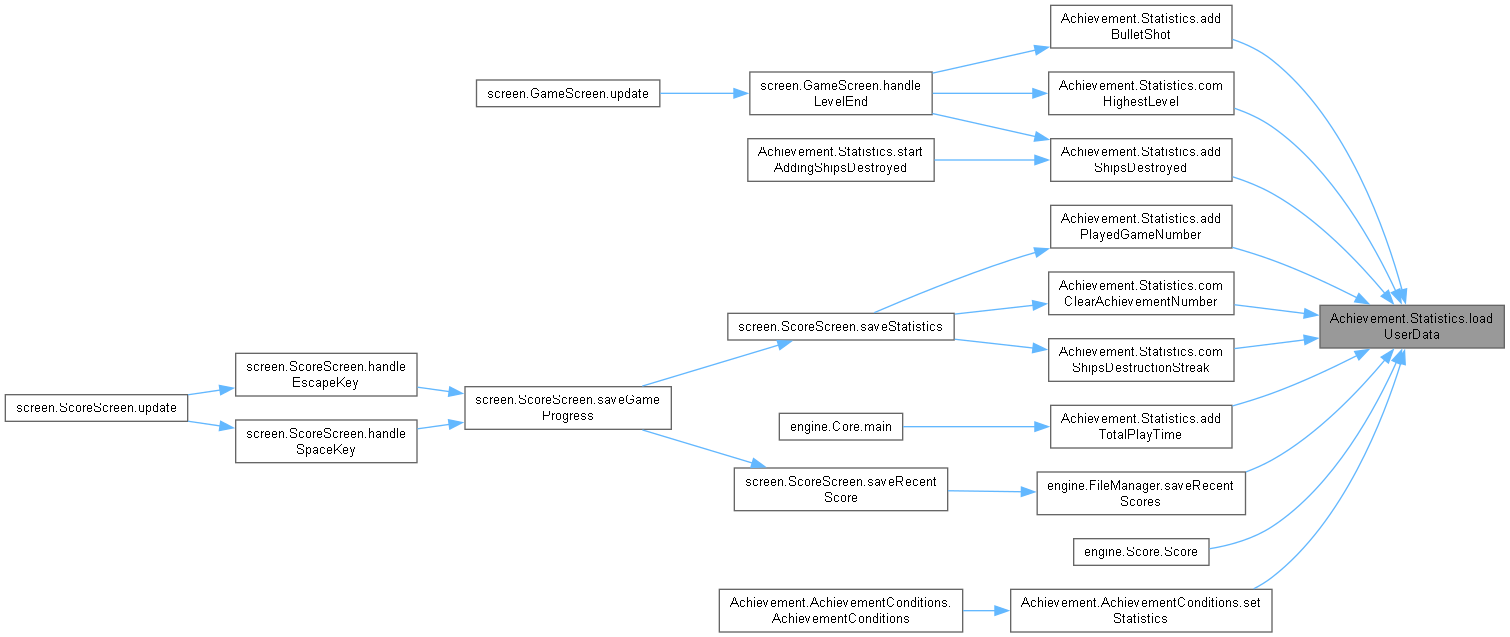 Achievement.Statistics.add
BulletShot
screen.GameScreen.update
screen.GameScreen.handle
LevelEnd
Achievement.Statistics.com
HighestLevel
Achievement.Statistics.start
AddingShipsDestroyed
Achievement.Statistics.add
ShipsDestroyed
Achievement.Statistics.add
PlayedGameNumber
Achievement.Statistics.com
ClearAchievementNumber
Achievement.Statistics.load
UserData
screen.ScoreScreen.saveStatistics
Achievement.Statistics.com
ShipsDestructionStreak
screen.ScoreScreen.handle
EscapeKey
screen.ScoreScreen.update
screen.ScoreScreen.saveGame
Progress
screen.ScoreScreen.handle
SpaceKey
engine.Core.main
Achievement.Statistics.add
TotalPlayTime
screen.ScoreScreen.saveRecent
Score
engine.FileManager.saveRecent
Scores
engine.Score.Score
Achievement.AchievementConditions.
AchievementConditions
Achievement.AchievementConditions.set
Statistics